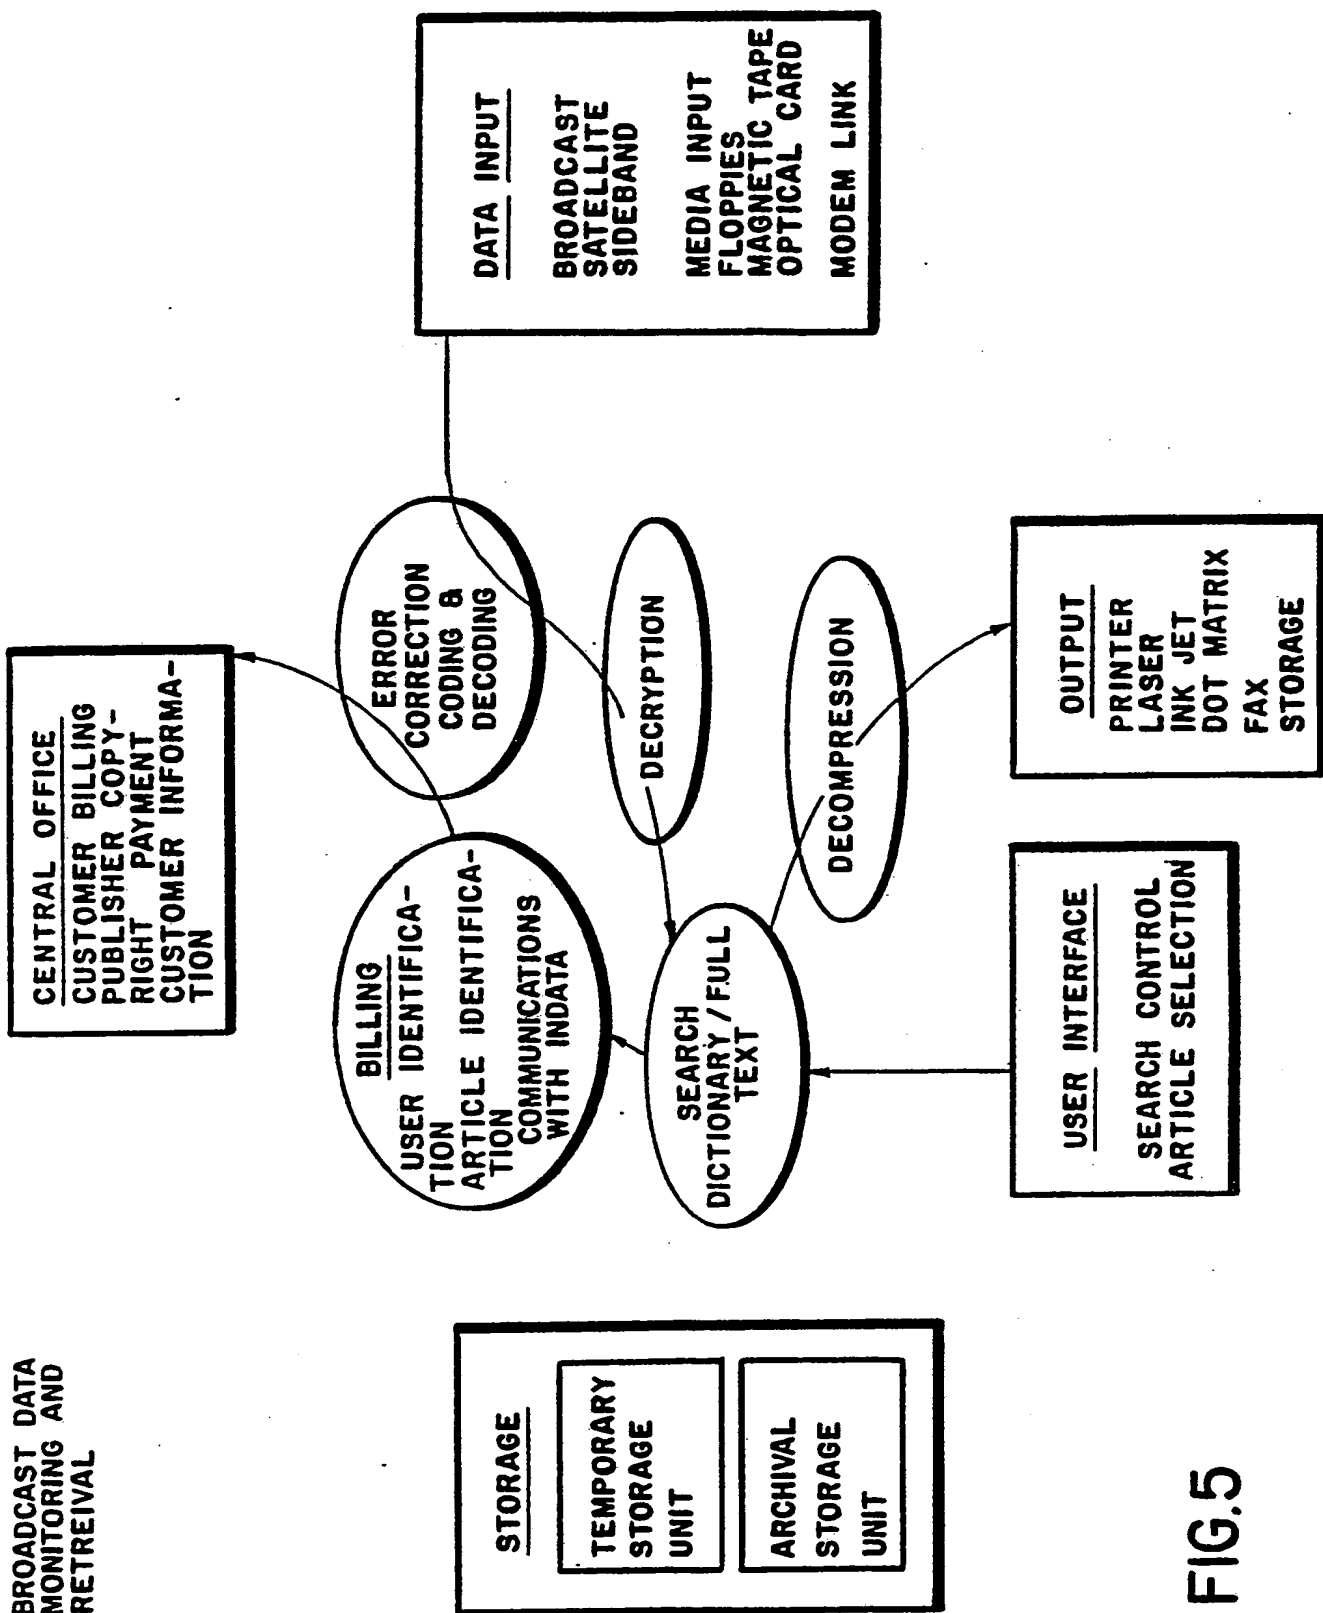 BROADCAST DATA
MONITORING AND
RETREIVAL
CENTRAL OFFICE
CUSTOMER BILLING
PUBLISHER COPY-
RIGHT PAYMENT
CUSTOMER INFORMA-
TION
BILLING
USER IDENTIFICA-
TION
ARTICLE IDENTIFICA-
TION
COMMUNICATIONS
WITH INDATA
ERROR
CORRECTION
CODING &
DECODING
DATA INPUT
BROADCAST
SATELLITE
SIDEBAND
MEDIA INPUT
FLOPPIES
MAGNETIC TAPE
OPTICAL CARD
MODEM LINK
STORAGE
TEMPORARY
STORAGE
UNIT
ARCHIVAL
STORAGE
UNIT
SEARCH
DICTIONARY/FULL
TEXT
DECRYPTION
DECOMPRESSION
USER INTERFACE
SEARCH CONTROL
ARTICLE SELECTION
OUTPUT
PRINTER
LASER
INK JET
DOT MATRIX
FAX
STORAGE
FIG.5